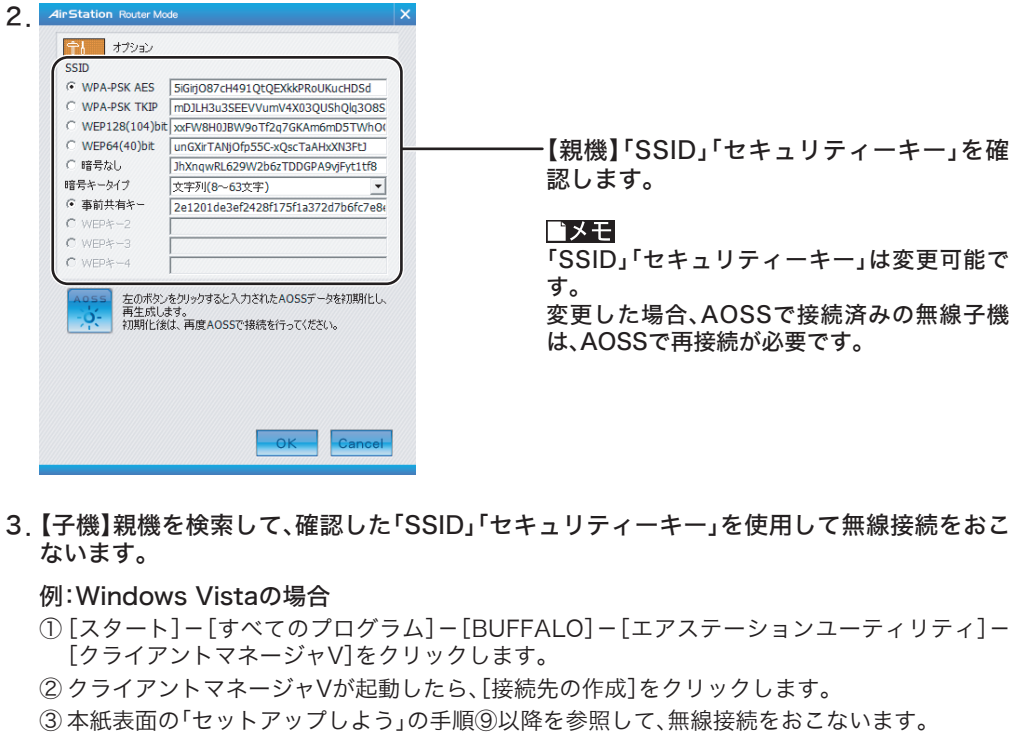 2.
AirStation Router Mode
オプション
SSID
WPA-PSK AES 5iGirjO87cH491QtQEXkkPRoUKucHDSd
WPA-PSK TKIP mDJLH3u3SEEVVumV4X03QUShQlq3O8S
WEP128(104)bit xxFW8H0JBW9oTf2q7GKAm6mD5TWhO
WEP64(40)bit unGXirTANJOfp55C-xQscTaAHxXN3FtJ
暗号なし JhXnqwRL629W2b6zTDDGPA9vjFyt1tf8
暗号キータイプ 文字列(8～63文字)
事前共有キー 2e1201de3ef2428f175f1a372d7b6fc7e8
WEPキー2
WEPキー3
WEPキー4
AOSS
左のボタンをクリックすると入力されたAOSSデータを初期化し、
再生成します。
初期化後は、再度AOSSで接続を行ってください。
OK Cancel
【親機】「SSID」「セキュリティーキー」を確
認します。
メモ
「SSID」「セキュリティーキー」は変更可能で
す。
変更した場合、AOSSで接続済みの無線子機
は、AOSSで再接続が必要です。
3.【子機】親機を検索して、確認した「SSID」「セキュリティーキー」を使用して無線接続をおこ
ないます。
例：Windows Vistaの場合
① [スタート]－[すべてのプログラム]－[BUFFALO]－[エアステーションユーティリティ]－
[クライアントマネージャV]をクリックします。
② クライアントマネージャVが起動したら、[接続先の作成]をクリックします。
③ 本紙表面の「セットアップしよう」の手順⑨以降を参照して、無線接続をおこないます。